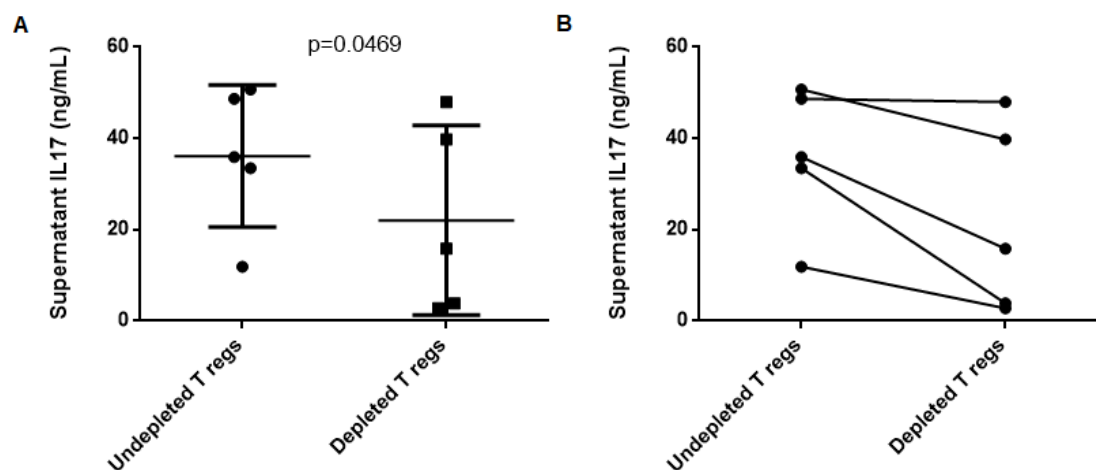 A
p=0.0469
Supernatant IL17 (ng/mL)
60
40
20
0
Undepleted T regs
Depleted T regs
B
Supernatant IL17 (ng/mL)
60
40
20
0
Undepleted T regs
Depleted T regs